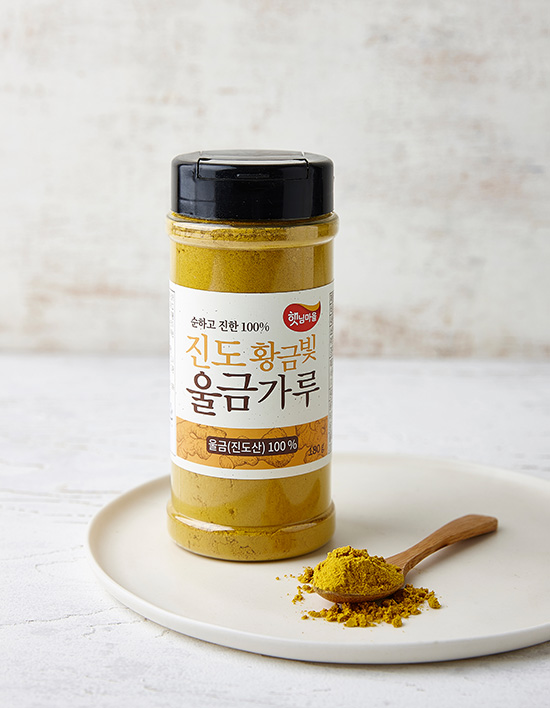 햇님마을
순하고 진한 100%
진도 황금빛
울금가루
울금(진도산) 100 %
180 g